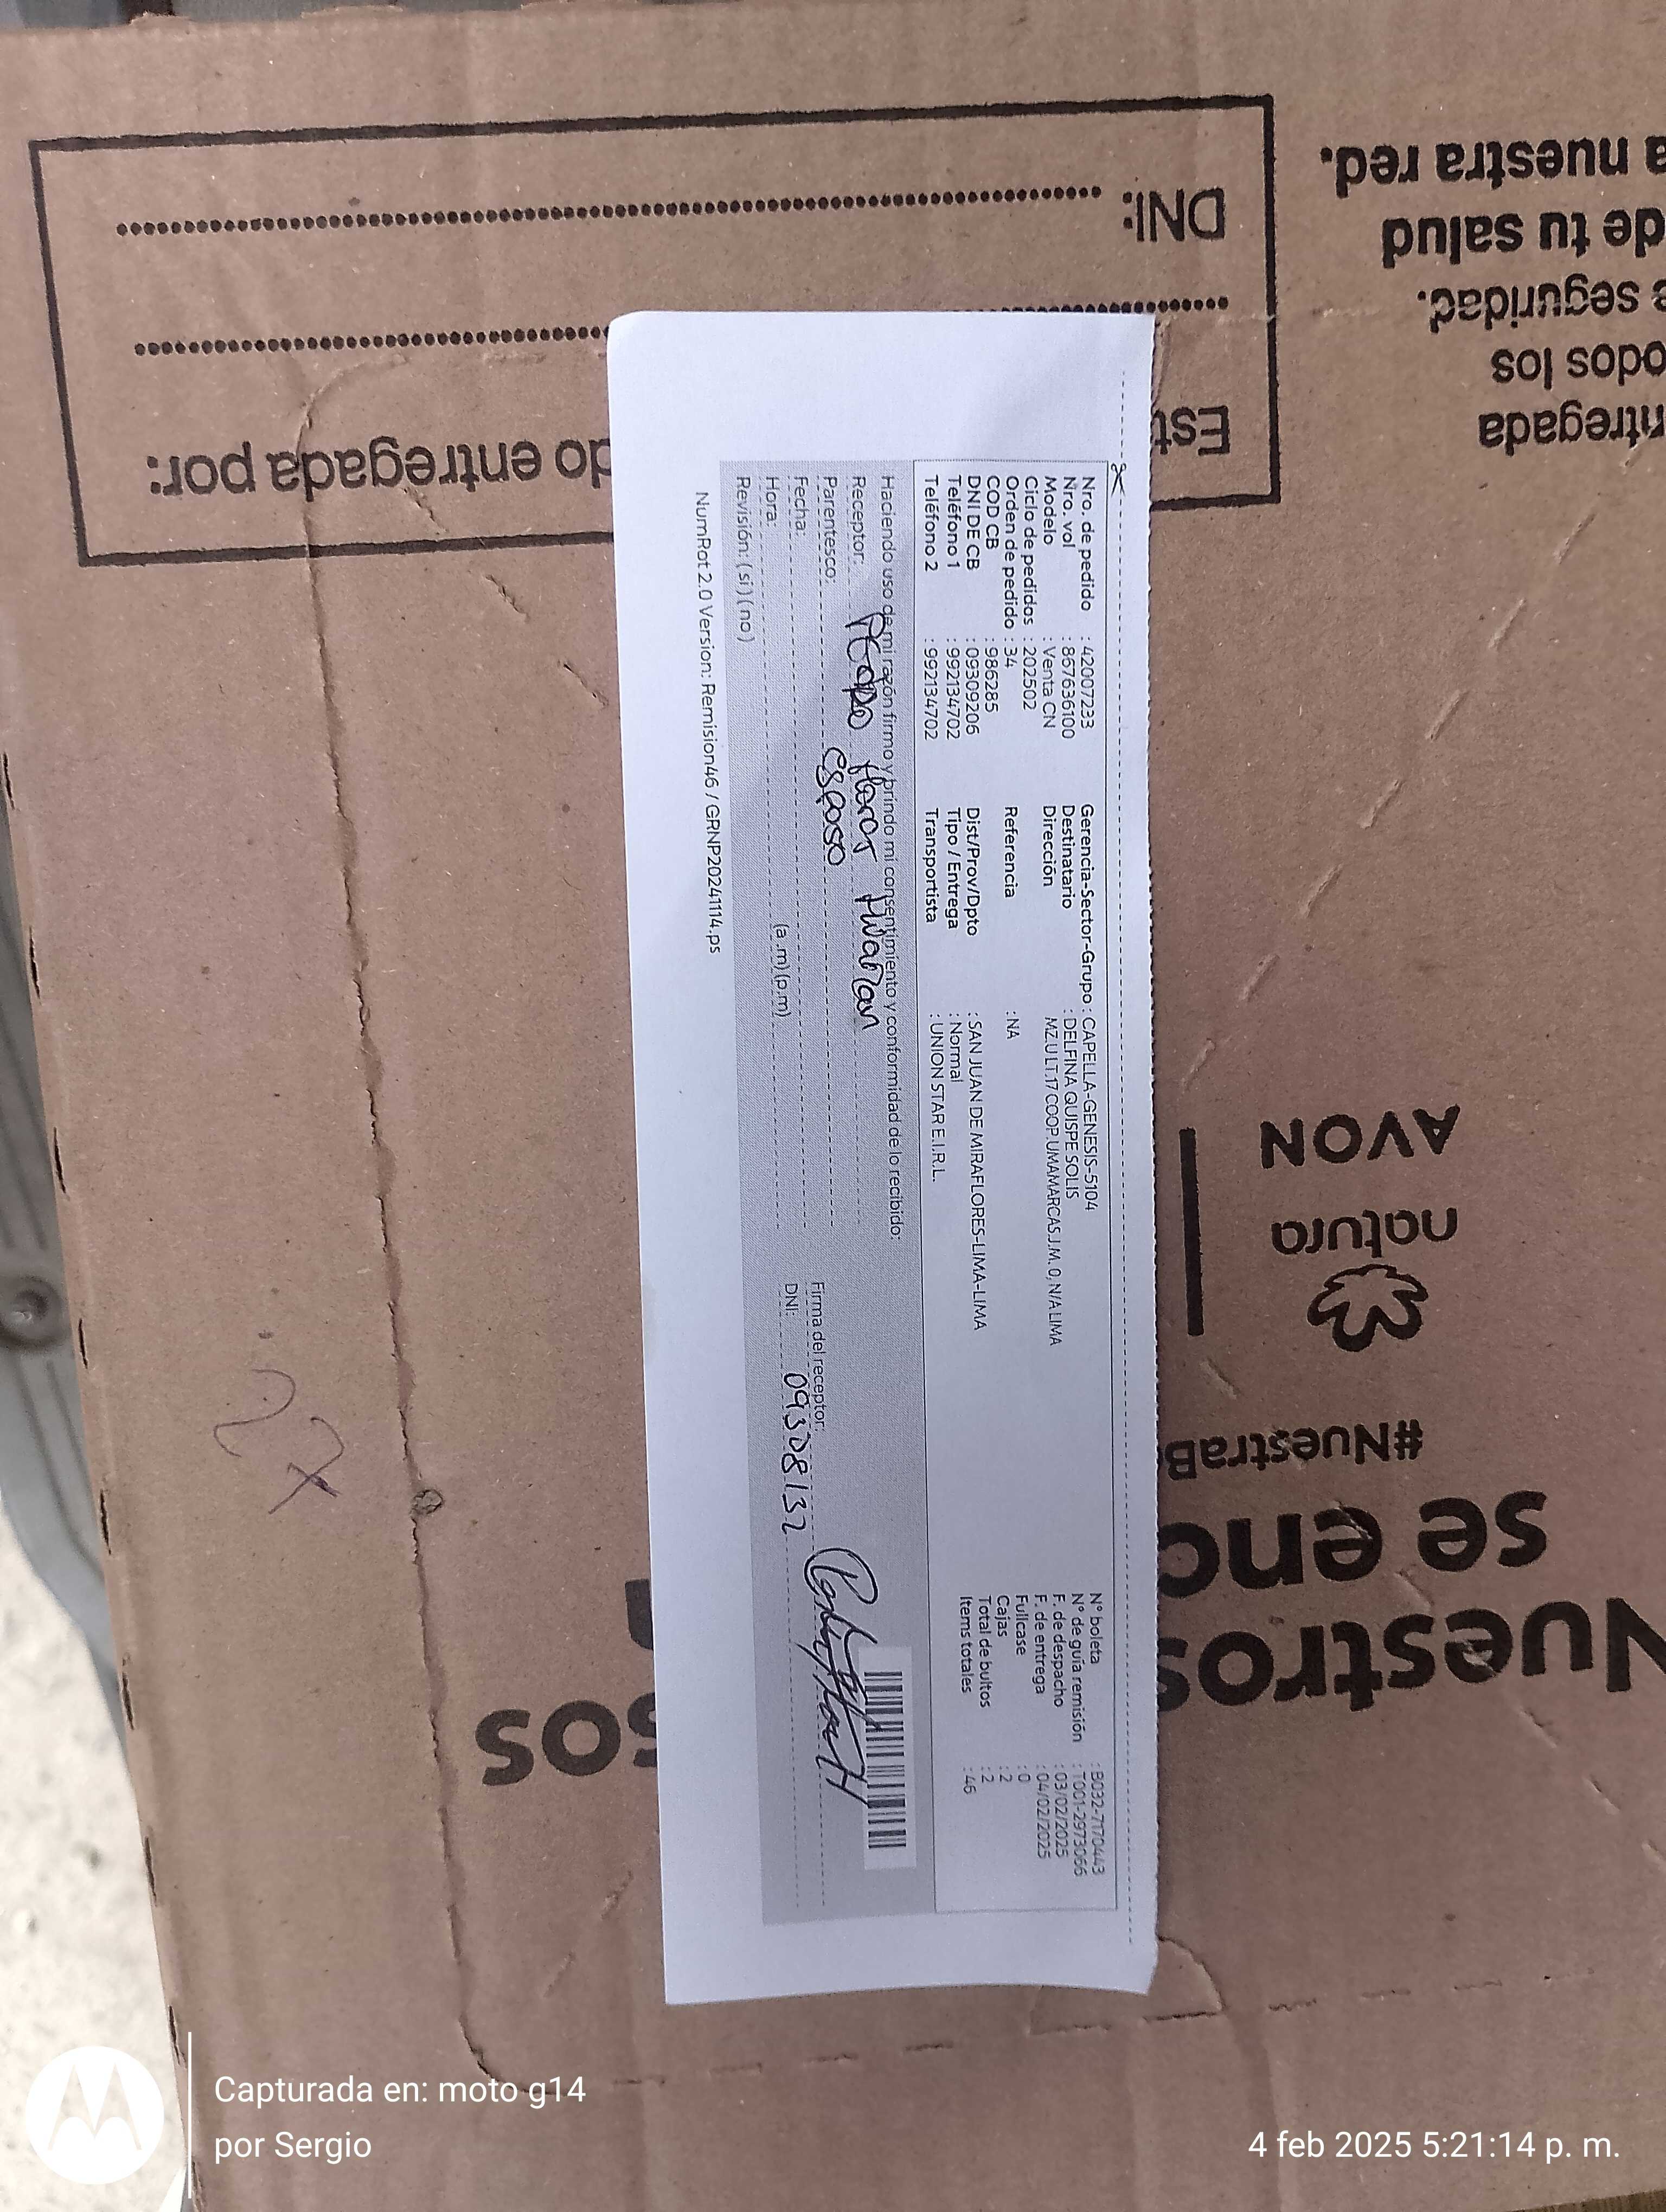 Nro. de pedido : 42007233
Nro. vol : 867636100
Modelo : Venta CN
Ciclo de pedidos : 202502
Orden de pedido : 34
COD CB : 986285
DNI DE CB : 09309206
Teléfono 1 : 992134702
Teléfono 2 : 992134702
Gerencia-Sector-Grupo : CAPELLA-GENESIS-5104
Destinatario : DELFINA QUISPE SOLIS
Dirección MZ.U LT.17 COOP.UMAMARCAS.J.M. 0, N/A LIMA
Referencia : NA
Dist/Prov/Dpto : SAN JUAN DE MIRAFLORES-LIMA-LIMA
Tipo / Entrega : Normal
Transportista : UNION STAR E.I.R.L.
N° boleta : B032-7170443
N° de guía remisión : T001-2973066
F. de despacho : 03/02/2025
F. de entrega : 04/02/2025
Fullcase : 0
Cajas : 2
Total de bultos : 2
Items totales : 46
Haciendo uso de mi razón firmo y brindo mi consentimiento y conformidad de lo recibido:
Receptor:
Parentesco: esposo
Fecha:
Hora: (a.m)(p.m)
Revisión: (si)(no)
Firma del receptor:
DNI: 09308132
NumRot 2.0 Version: Remision46 / GRNP20241114.ps
DNI:
Est
do entregada por:
a nuestra red.
de tu salud
e seguridad.
odos los
ntregada
AVON
natura
#NuestraB
se enc
Nuestros
sos
27
Capturada en: moto g14
por Sergio
4 feb 2025 5:21:14 p. m.